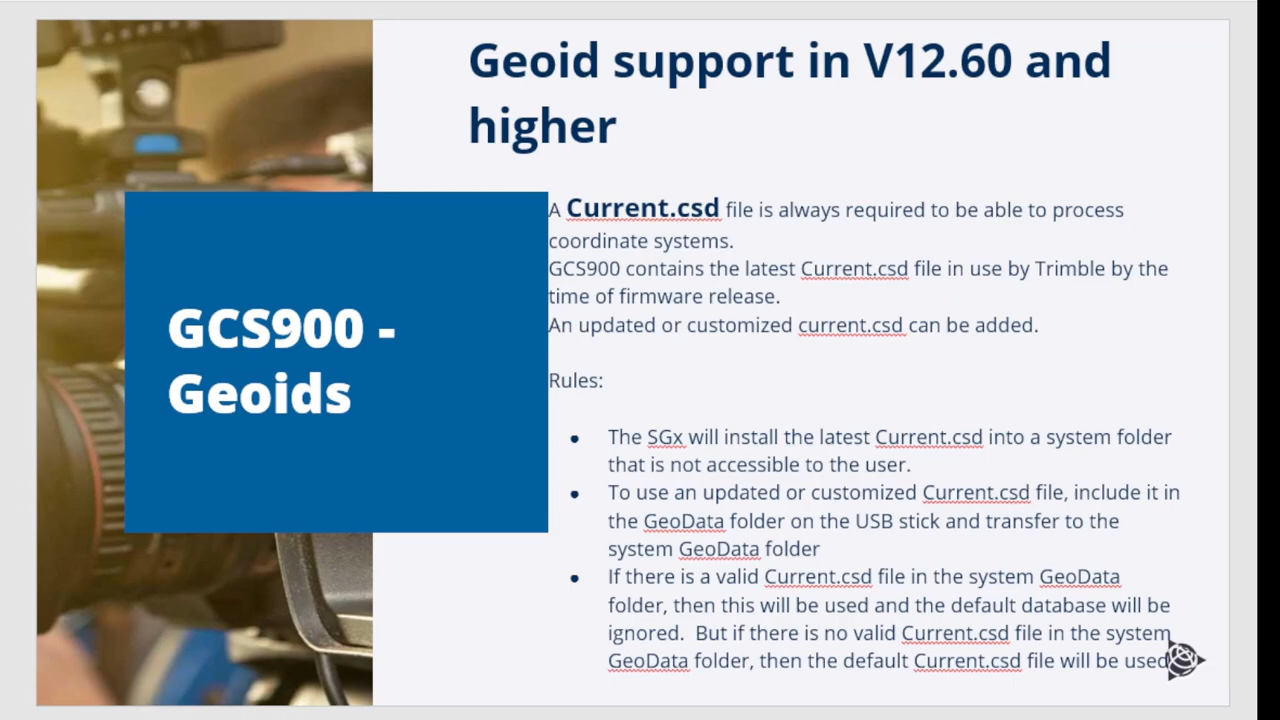 Geoid support in V12.60 and
higher
GCS900 -
Geoids
A Current.csd file is always required to be able to process
coordinate systems.
GCS900 contains the latest Current.csd file in use by Trimble by the
time of firmware release.
An updated or customized current.csd can be added.
Rules:
● The SGx will install the latest Current.csd into a system folder
that is not accessible to the user.
● To use an updated or customized Current.csd file, include it in
the GeoData folder on the USB stick and transfer to the
system GeoData folder
● If there is a valid Current.csd file in the system GeoData
folder, then this will be used and the default database will be
ignored.  But if there is no valid Current.csd file in the system
GeoData folder, then the default Current.csd file will be used